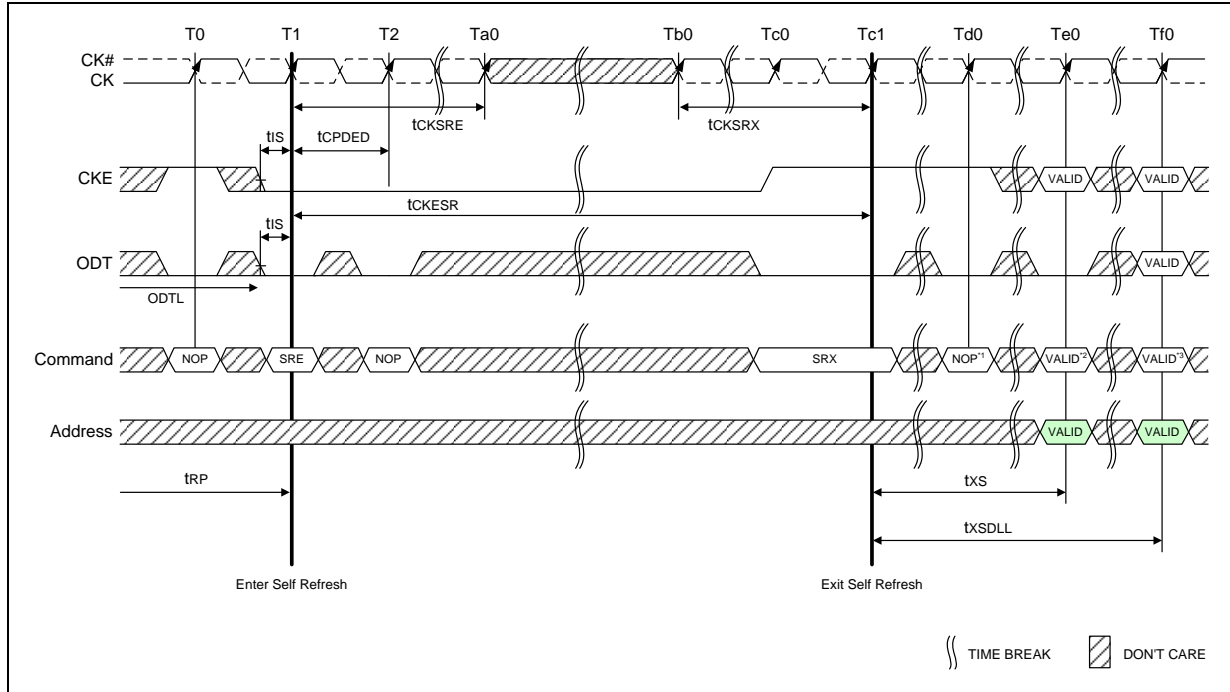 T0 T1 T2 Ta0 Tb0 Tc0 Tc1 Td0 Te0 Tf0
CK#
CK
tCKSRE tCKSRX
tIS tCPDED
CKE VALID VALID
tCKESR
tIS
ODT VALID
ODTL
Command NOP SRE NOP SRX NOP*1 VALID*2 VALID*3
Address VALID VALID
tRP tXS
tXSDLL
Enter Self Refresh Exit Self Refresh
TIME BREAK DON'T CARE